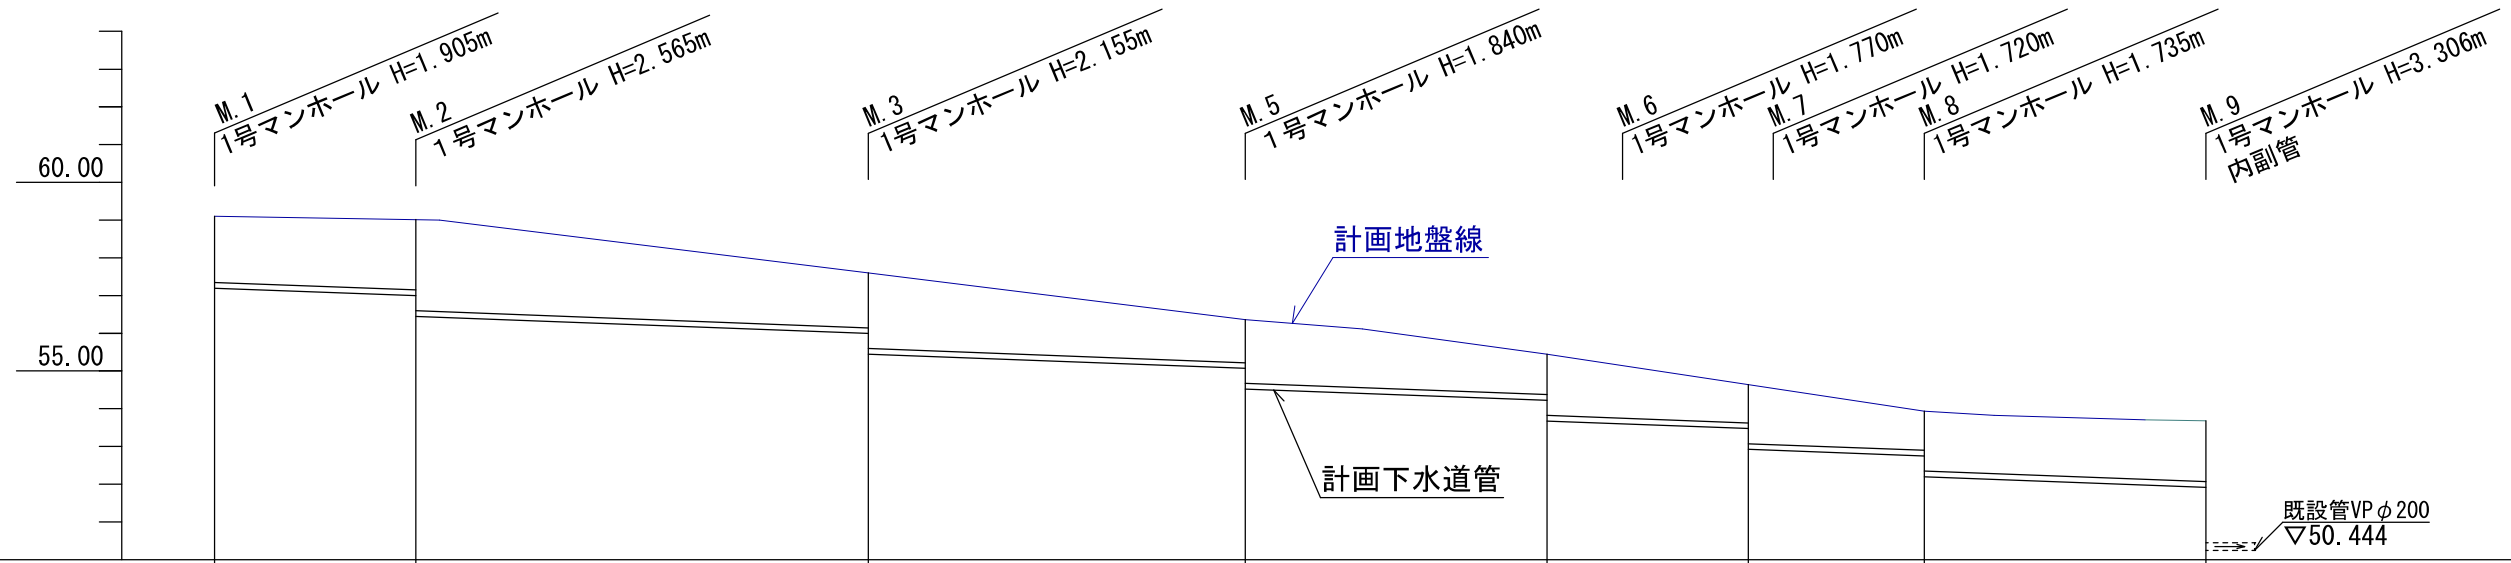 M.1
1号マンホール H=1.905m
M.2
1号マンホール H=2.565m
M.3
1号マンホール H=2.155m
M.5
1号マンホール H=1.840m
M.6
1号マンホール H=1.770m
M.7
1号マンホール H=1.720m
M.8
1号マンホール H=1.735m
M.9
1号マンホール H=3.306m
内副管
60.00
計画地盤線
55.00
計画下水道管
既設管VPφ200
▽50.444